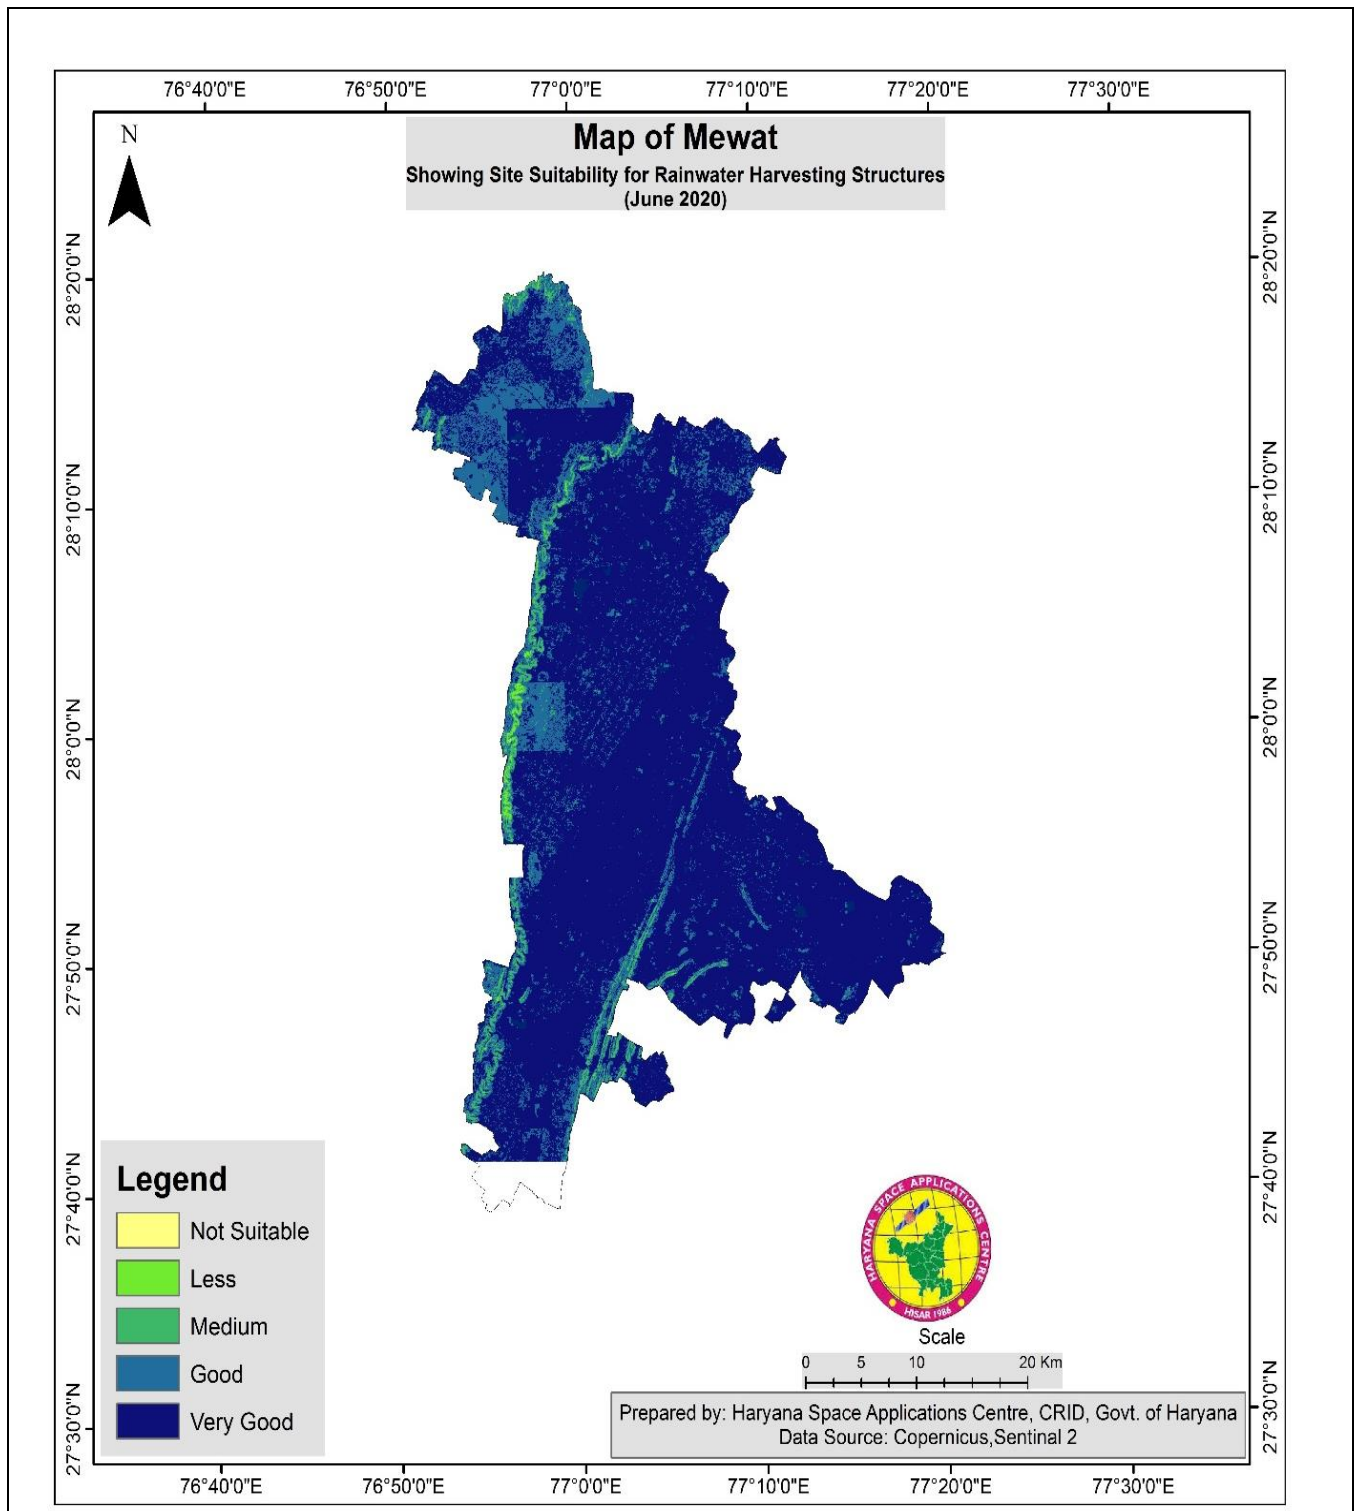 76°40'0"E 76°50'0"E 77°0'0"E 77°10'0"E 77°20'0"E 77°30'0"E
N
Map of Mewat
Showing Site Suitability for Rainwater Harvesting Structures
(June 2020)
28°20'0"N
28°10'0"N
28°0'0"N
27°50'0"N
27°40'0"N
27°30'0"N
28°20'0"N
28°10'0"N
28°0'0"N
27°50'0"N
27°40'0"N
27°30'0"N
Legend
Not Suitable
Less
Medium
Good
Very Good
HARYANA SPACE APPLICATIONS CENTRE
HISAR 1986
Scale
0 5 10 20 Km
Prepared by: Haryana Space Applications Centre, CRID, Govt. of Haryana
Data Source: Copernicus,Sentinal 2
76°40'0"E 76°50'0"E 77°0'0"E 77°10'0"E 77°20'0"E 77°30'0"E